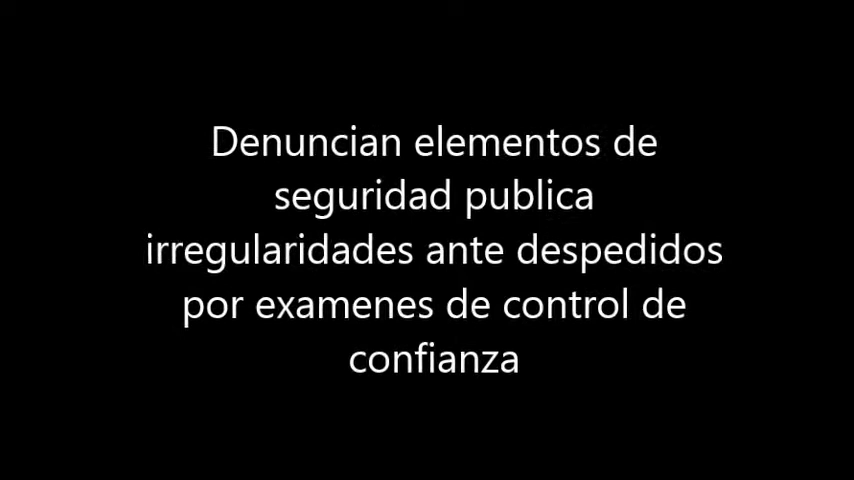 Denuncian elementos de
seguridad publica
irregularidades ante despedidos
por examenes de control de
confianza